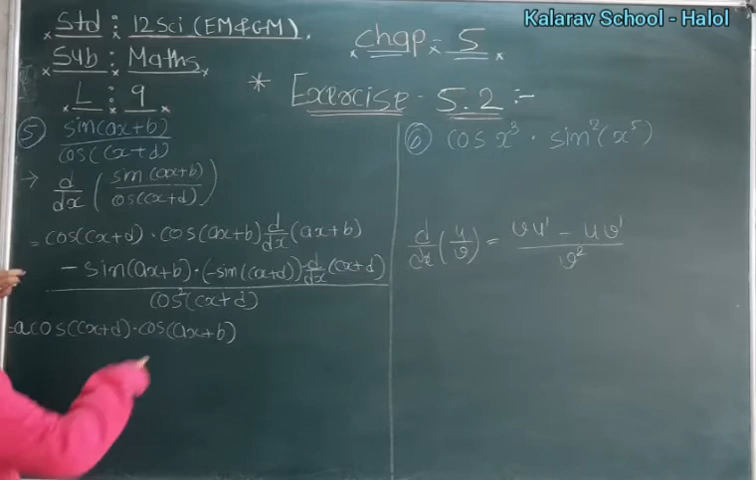 Kalarav School - Halol
Std : 12 Sci (EM&GM).
Sub : Maths
L : 9
chap = 5
* Exercise - 5.2 :-
⑤ sin(ax+b)
cos(cx+d)
→ d/dx (sin(ax+b)/cos(cx+d))
= cos(cx+d) · cos(ax+b) d/dx (ax+b)
- sin(ax+b) · (-sin(cx+d)) · d/dx (cx+d)
cos²(cx+d)
= a cos(cx+d) · cos(ax+b)
⑥ cos x³ · sin²(x⁵)
d/dx (u/v) = vu' - uv'
v²